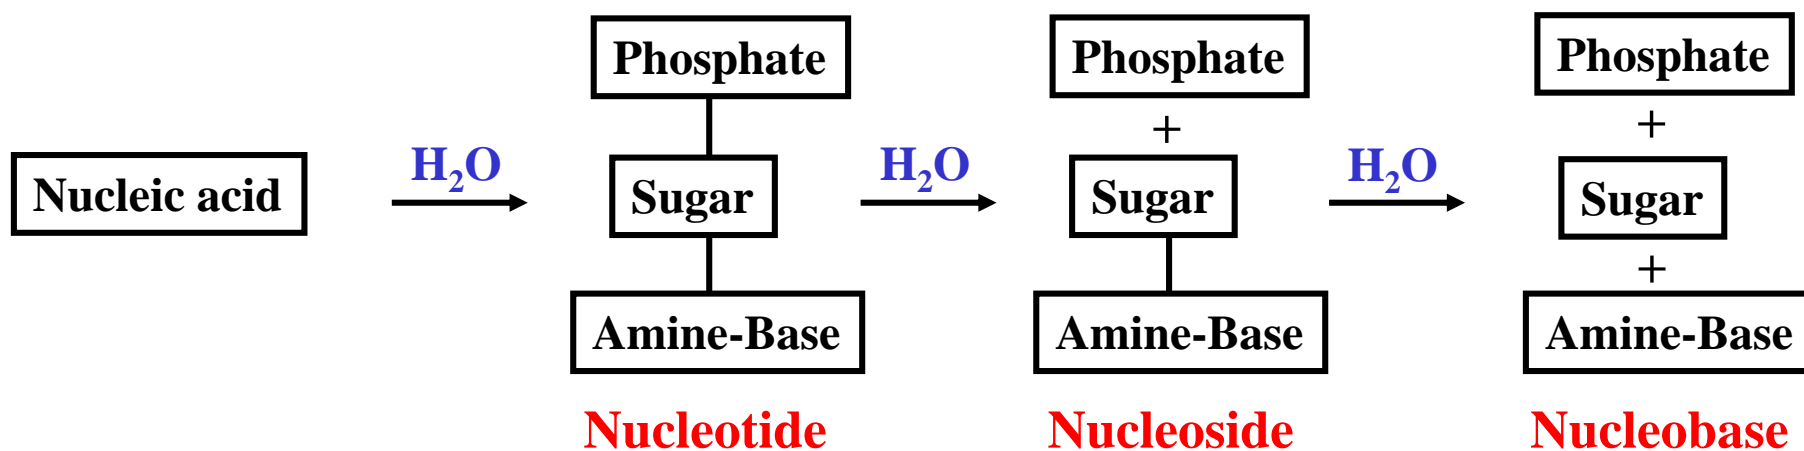 Nucleic acid
H₂O
Phosphate
Sugar
Amine-Base
Nucleotide
H₂O
Phosphate
+
Sugar
Amine-Base
Nucleoside
H₂O
Phosphate
+
Sugar
+
Amine-Base
Nucleobase